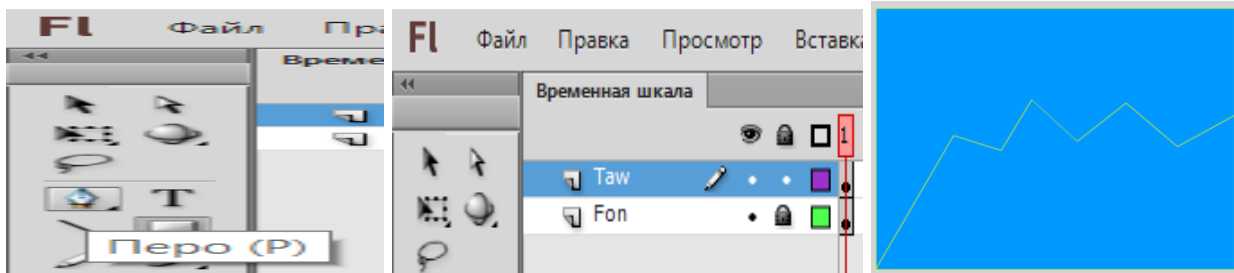 Fl Файл Пра
Време
T
Перо (P)
Fl Файл Правка Просмотр Вставка
Временная шкала
1
Taw
Fon